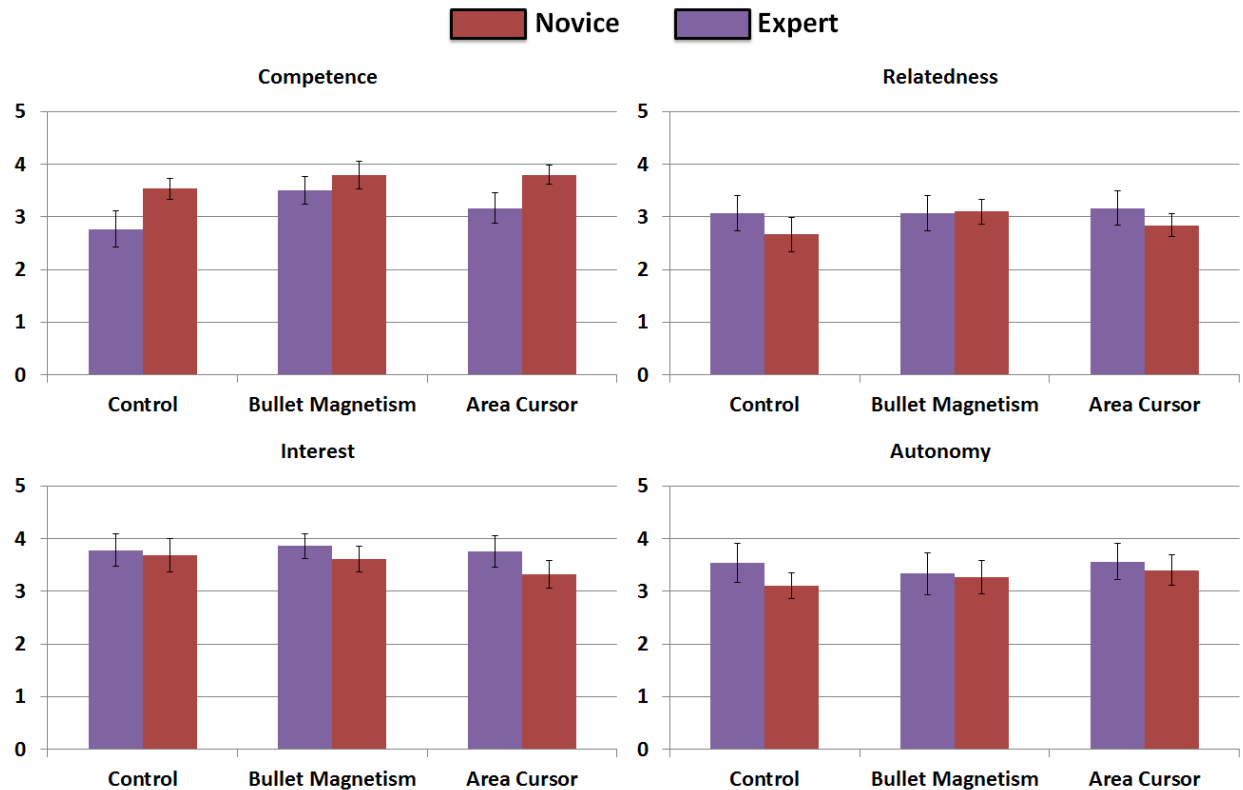 Novice Expert
Competence
5
4
3
2
1
0
Control Bullet Magnetism Area Cursor
Relatedness
5
4
3
2
1
0
Control Bullet Magnetism Area Cursor
Interest
5
4
3
2
1
0
Control Bullet Magnetism Area Cursor
Autonomy
5
4
3
2
1
0
Control Bullet Magnetism Area Cursor